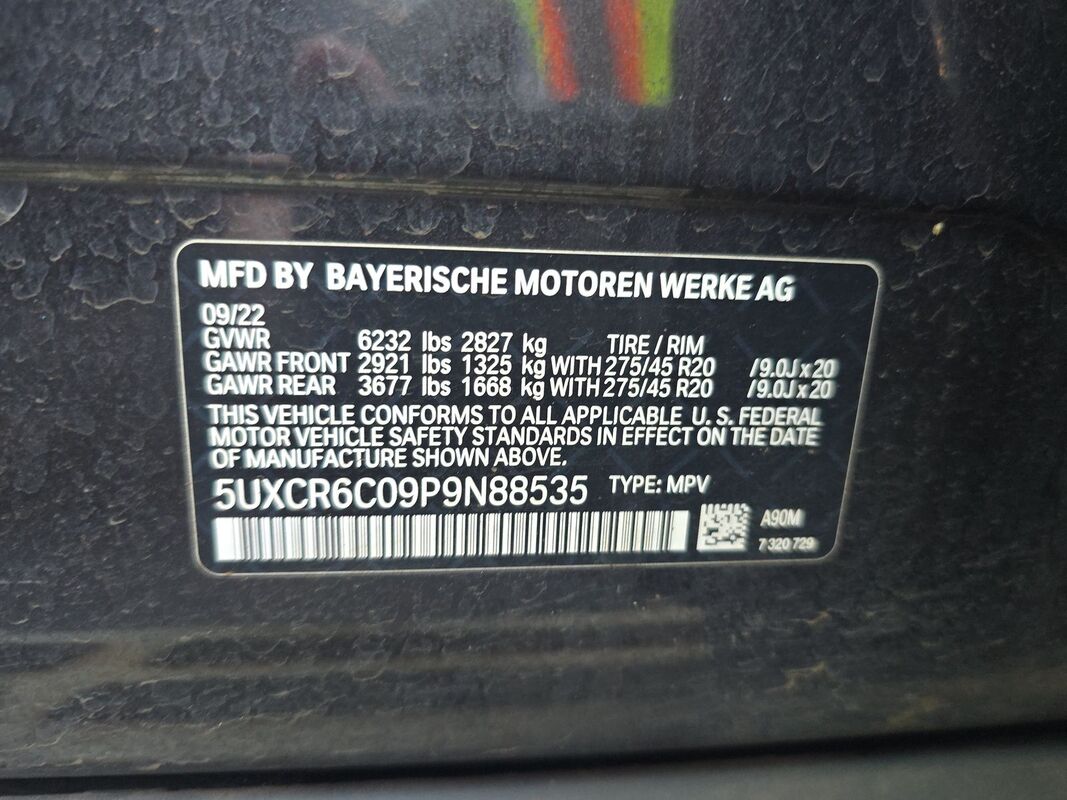 MFD BY BAYERISCHE MOTOREN WERKE AG
09/22
GVWR 6232 lbs 2827 kg TIRE / RIM
GAWR FRONT 2921 lbs 1325 kg WITH 275/45 R20 /9.0J x 20
GAWR REAR 3677 lbs 1668 kg WITH 275/45 R20 /9.0J x 20
THIS VEHICLE CONFORMS TO ALL APPLICABLE U. S. FEDERAL
MOTOR VEHICLE SAFETY STANDARDS IN EFFECT ON THE DATE
OF MANUFACTURE SHOWN ABOVE.
5UXCR6C09P9N88535 TYPE: MPV
A90M
7 320 729